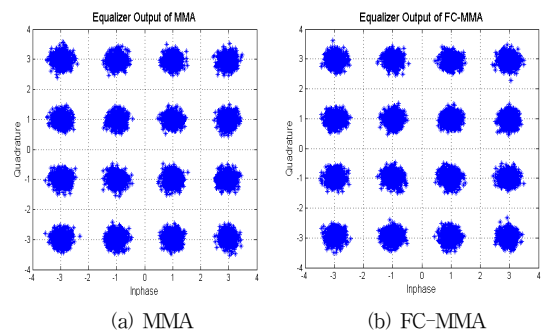 Equalizer Output of MMA
4
3
2
1
0
-1
-2
-3
-4
Quadrature
-4 -3 -2 -1 0 1 2 3 4
Inphase
(a) MMA
Equalizer Output of FC-MMA
4
3
2
1
0
-1
-2
-3
-4
Quadrature
-4 -3 -2 -1 0 1 2 3 4
Inphase
(b) FC-MMA